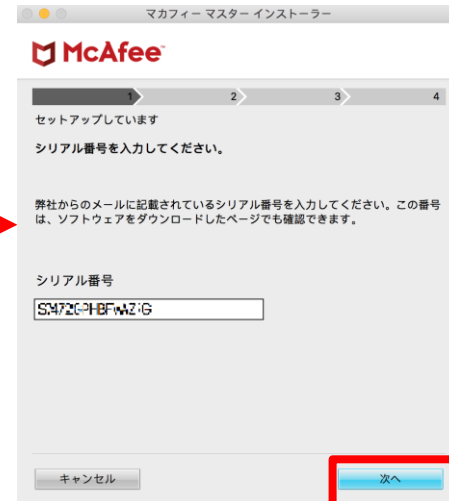 マカフィー マスター インストーラー
McAfee™
1 2 3 4
セットアップしています
シリアル番号を入力してください。
弊社からのメールに記載されているシリアル番号を入力してください。この番号
は、ソフトウェアをダウンロードしたページでも確認できます。
シリアル番号
キャンセル 次へ